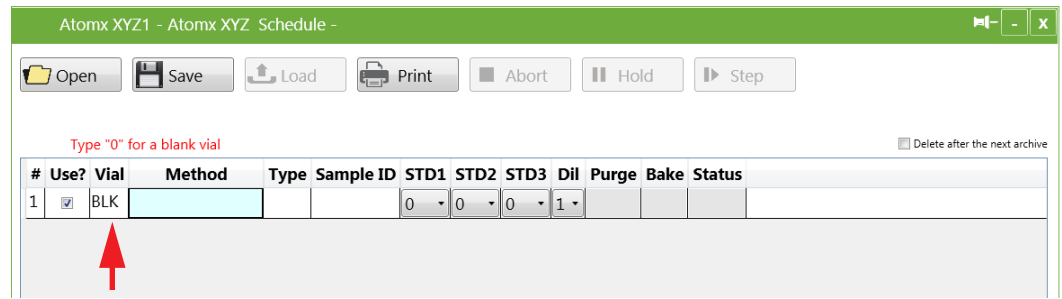 Atomx XYZ1 - Atomx XYZ Schedule -
- x
Open Save Load Print Abort Hold Step
Type "0" for a blank vial
Delete after the next archive
# Use? Vial Method Type Sample ID STD1 STD2 STD3 Dil Purge Bake Status
1 BLK 0 0 0 1